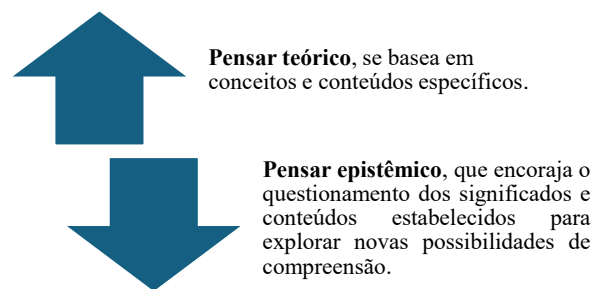 Pensar teórico, se basea em
conceitos e conteúdos específicos.
Pensar epistêmico, que encoraja o
questionamento dos significados e
conteúdos estabelecidos para
explorar novas possibilidades de
compreensão.